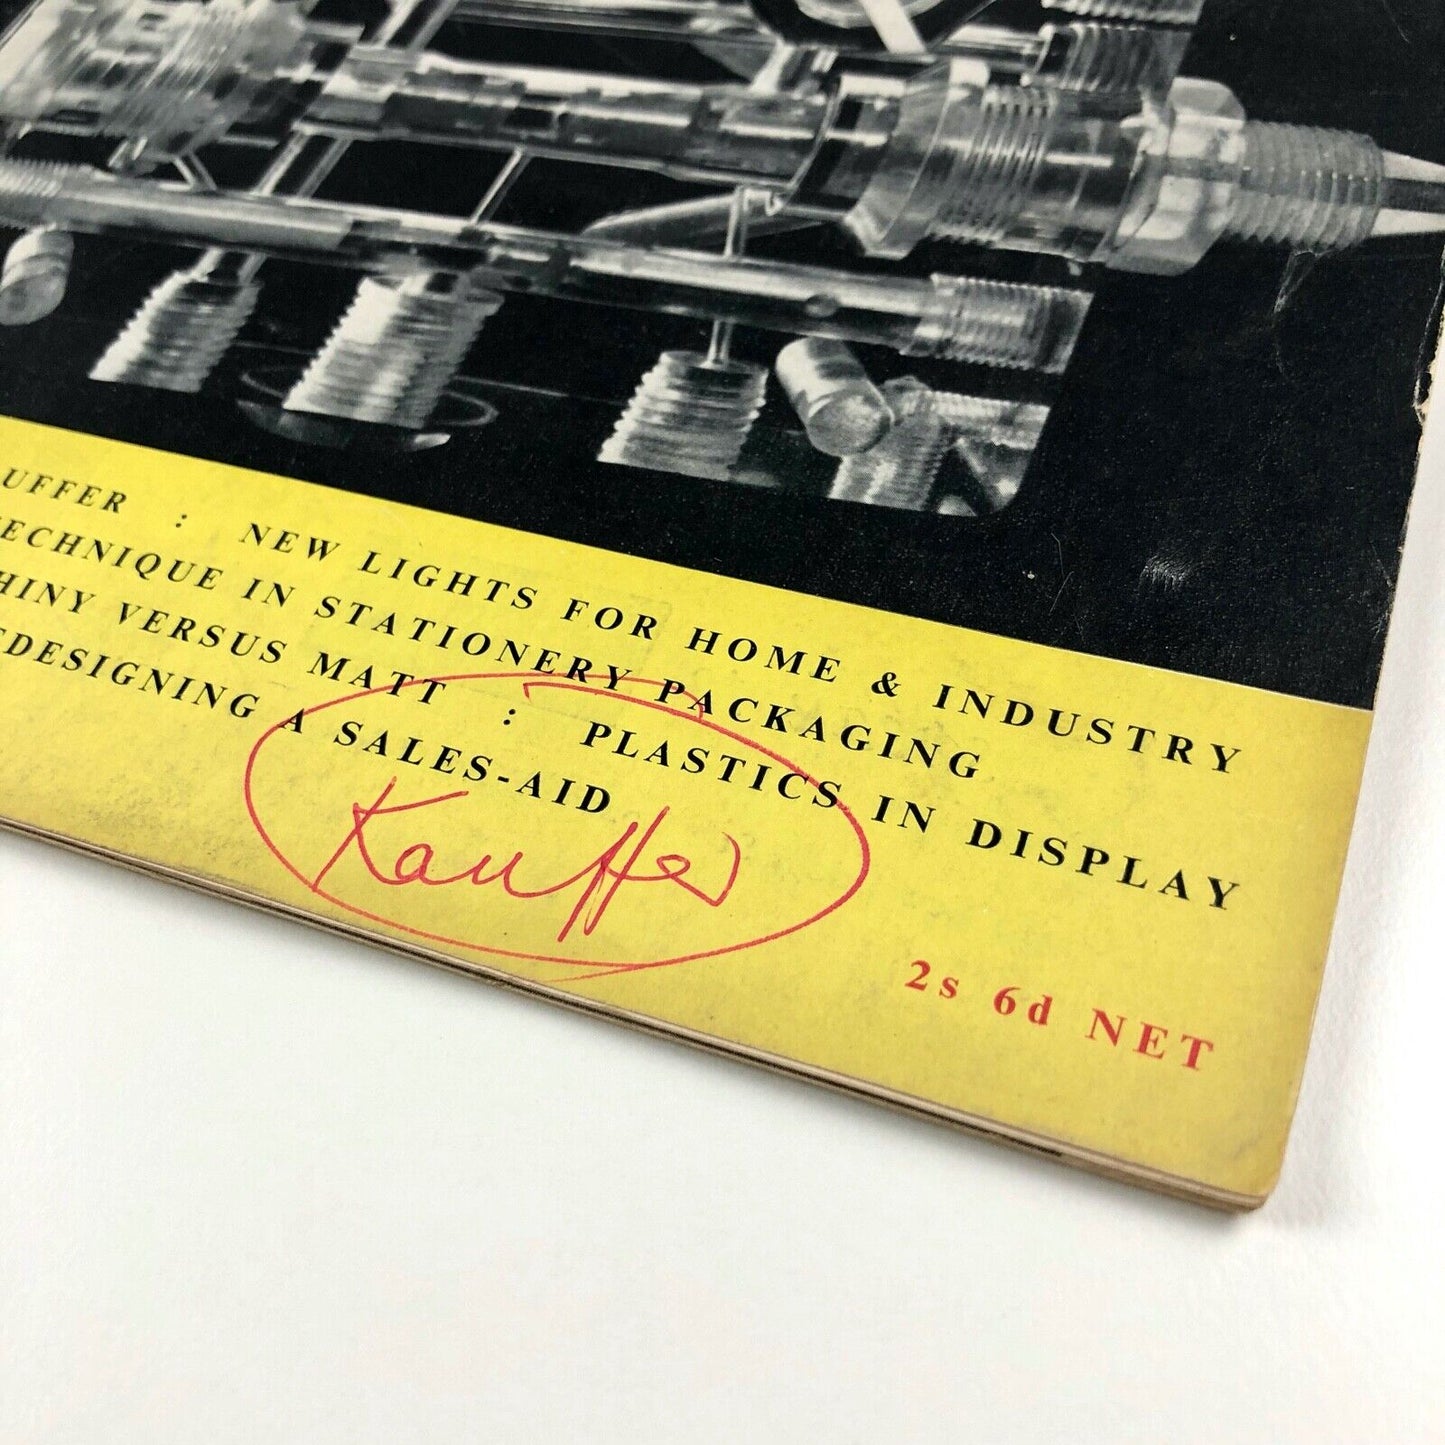 UFFER : NEW LIGHTS FOR HOME & INDUSTRY
ECHNIQUE IN STATIONERY PACKAGING
HINY VERSUS MATT : PLASTICS IN DISPLAY
EDESIGNING A SALES-AID
Kauffer
2s 6d NET